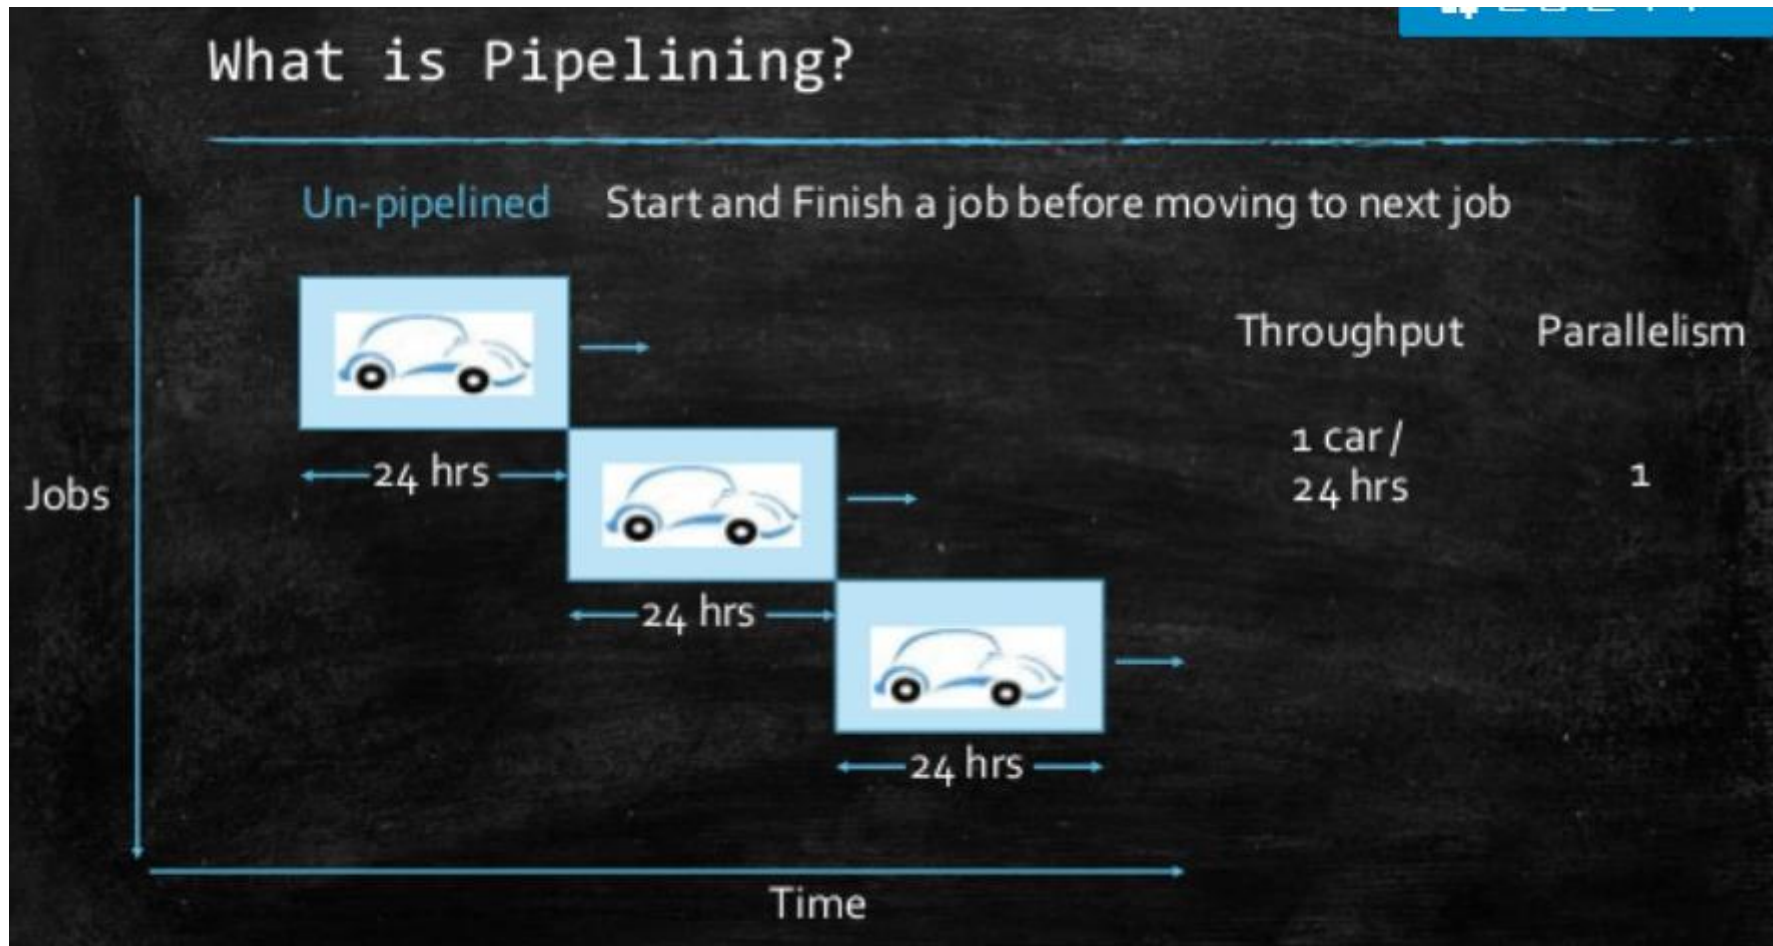 What is Pipelining?
Un-pipelined Start and Finish a job before moving to next job
Throughput Parallelism
1 car /
24 hrs
1
24 hrs
Jobs
24 hrs
24 hrs
Time